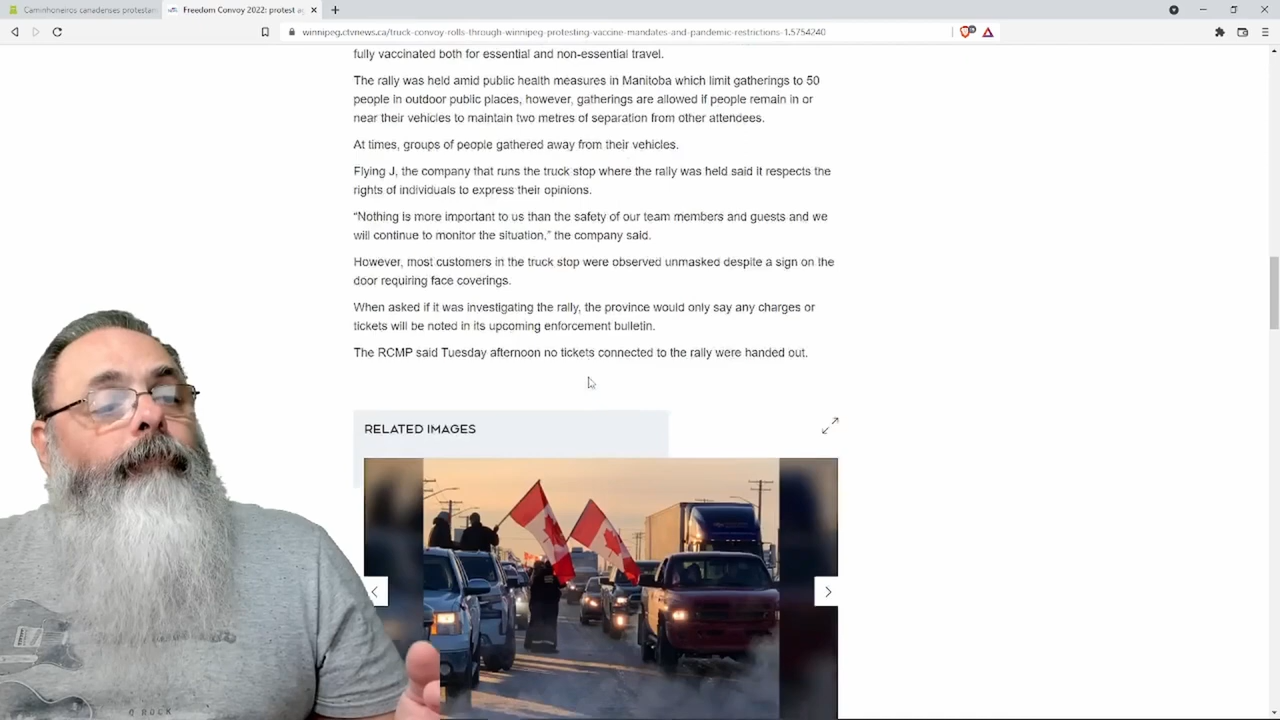 Caminhoneiros canadenses protestam
Freedom Convoy 2022: protest ag
winnipeg.ctvnews.ca/truck-convoy-rolls-through-winnipeg-protesting-vaccine-mandates-and-pandemic-restrictions-1.5754240
fully vaccinated both for essential and non-essential travel.
The rally was held amid public health measures in Manitoba which limit gatherings to 50
people in outdoor public places, however, gatherings are allowed if people remain in or
near their vehicles to maintain two metres of separation from other attendees.
At times, groups of people gathered away from their vehicles.
Flying J, the company that runs the truck stop where the rally was held said it respects the
rights of individuals to express their opinions.
“Nothing is more important to us than the safety of our team members and guests and we
will continue to monitor the situation,” the company said.
However, most customers in the truck stop were observed unmasked despite a sign on the
door requiring face coverings.
When asked if it was investigating the rally, the province would only say any charges or
tickets will be noted in its upcoming enforcement bulletin.
The RCMP said Tuesday afternoon no tickets connected to the rally were handed out.
RELATED IMAGES
ROCK